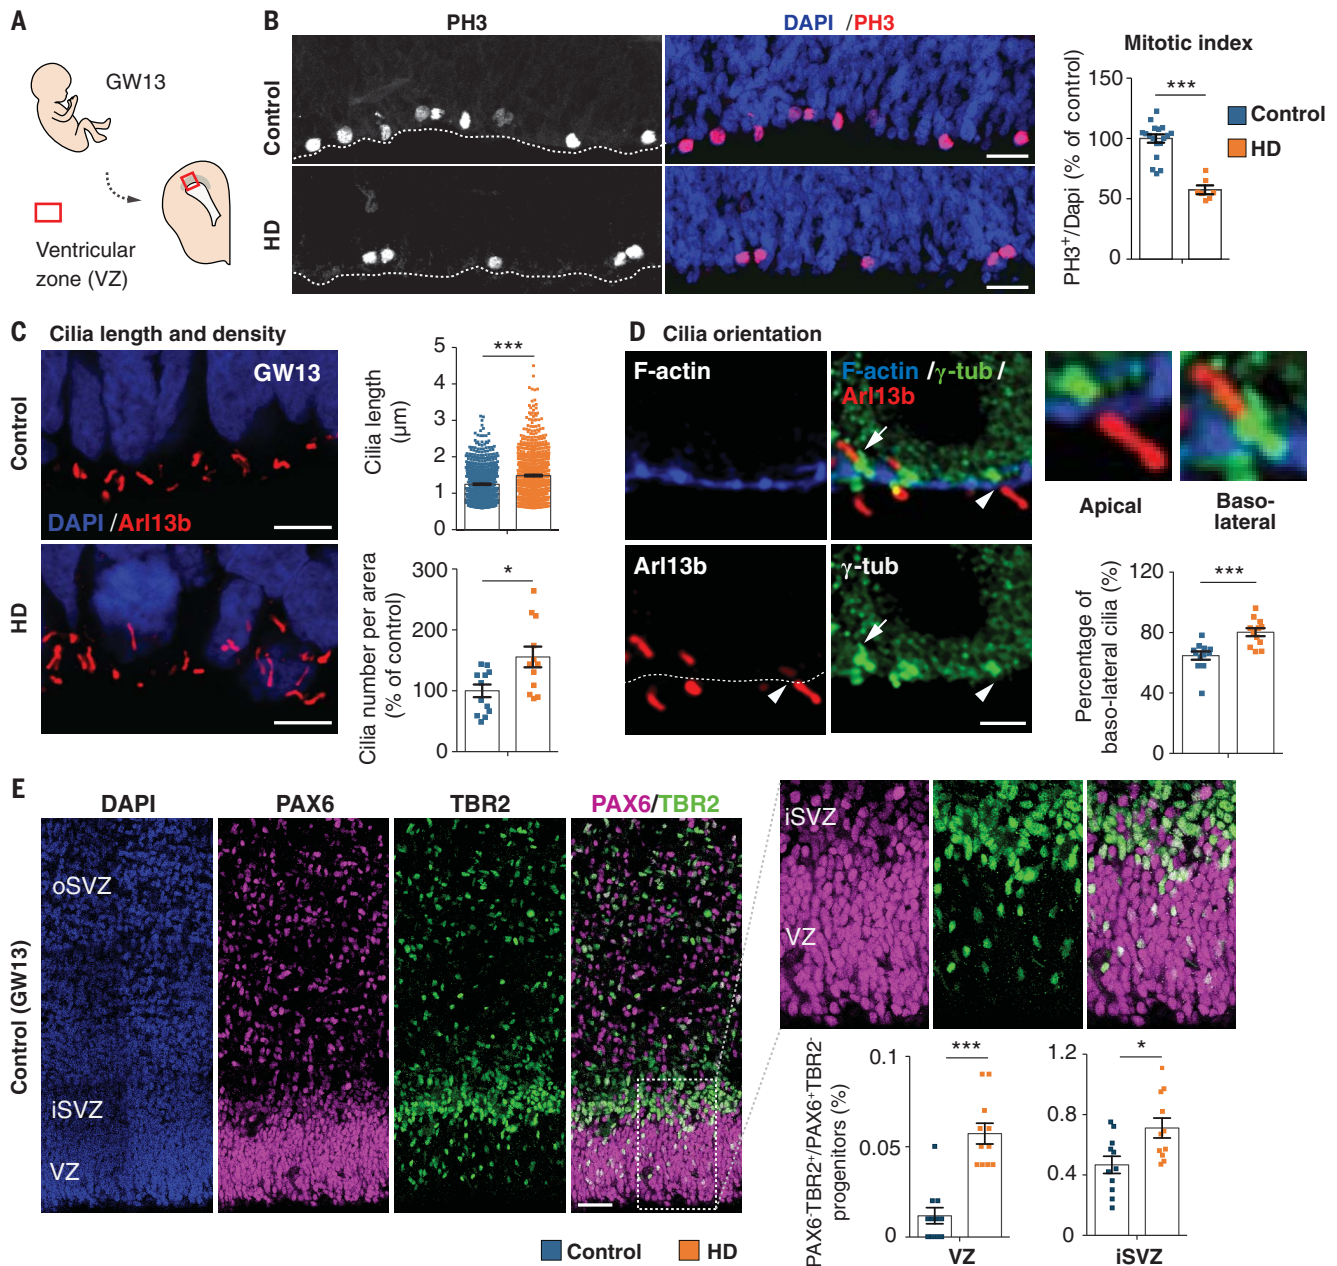 A
GW13
Ventricular
zone (VZ)
B
PH3
DAPI /PH3
Control
HD
Mitotic index
PH3+/Dapi (% of control)
150
100
50
0
***
Control
HD
C Cilia length and density
Control
GW13
DAPI /Arl13b
HD
Cilia length
(μm)
5
4
3
2
1
0
***
Cilia number per arera
(% of control)
300
200
100
0
*
D Cilia orientation
F-actin
F-actin /γ-tub /
Arl13b
Arl13b
γ-tub
Apical
Baso-
lateral
Percentage of
baso-lateral cilia (%)
120
80
40
0
***
E
DAPI
PAX6
TBR2
PAX6/TBR2
Control (GW13)
oSVZ
iSVZ
VZ
iSVZ
VZ
PAX6-TBR2+/PAX6+TBR2-
progenitors (%)
0.1
0.05
0
***
VZ
1.2
0.8
0.4
0
*
iSVZ
Control
HD